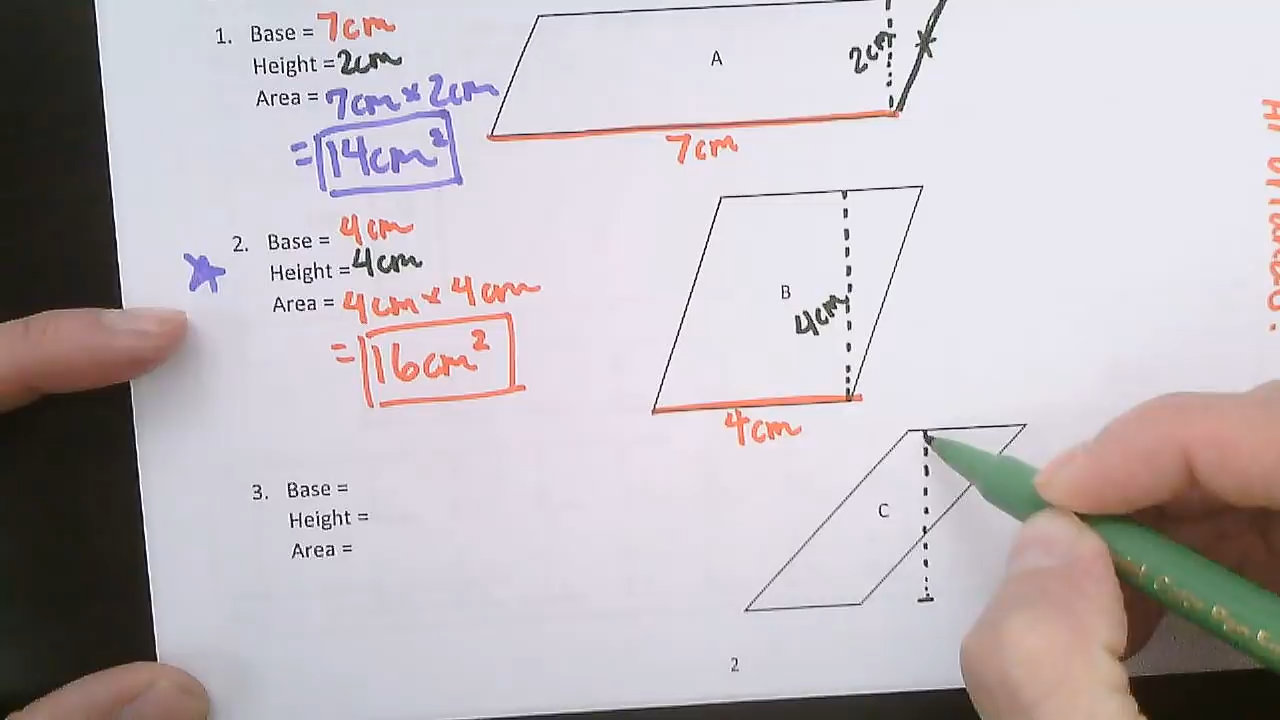 1. Base = 7cm
Height = 2cm
Area = 7cm × 2cm
= 14cm²
A
2cm
7cm
2. Base = 4cm
Height = 4cm
Area = 4cm × 4cm
= 16cm²
B
4cm
4cm
3. Base =
Height =
Area =
C
2